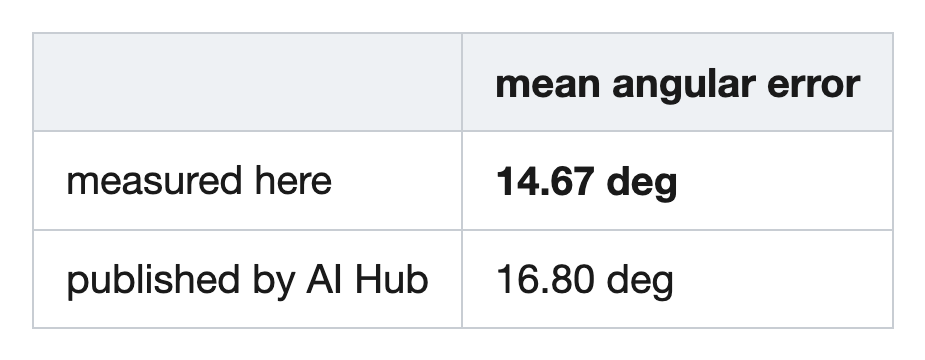 mean angular error
measured here 14.67 deg
published by AI Hub 16.80 deg